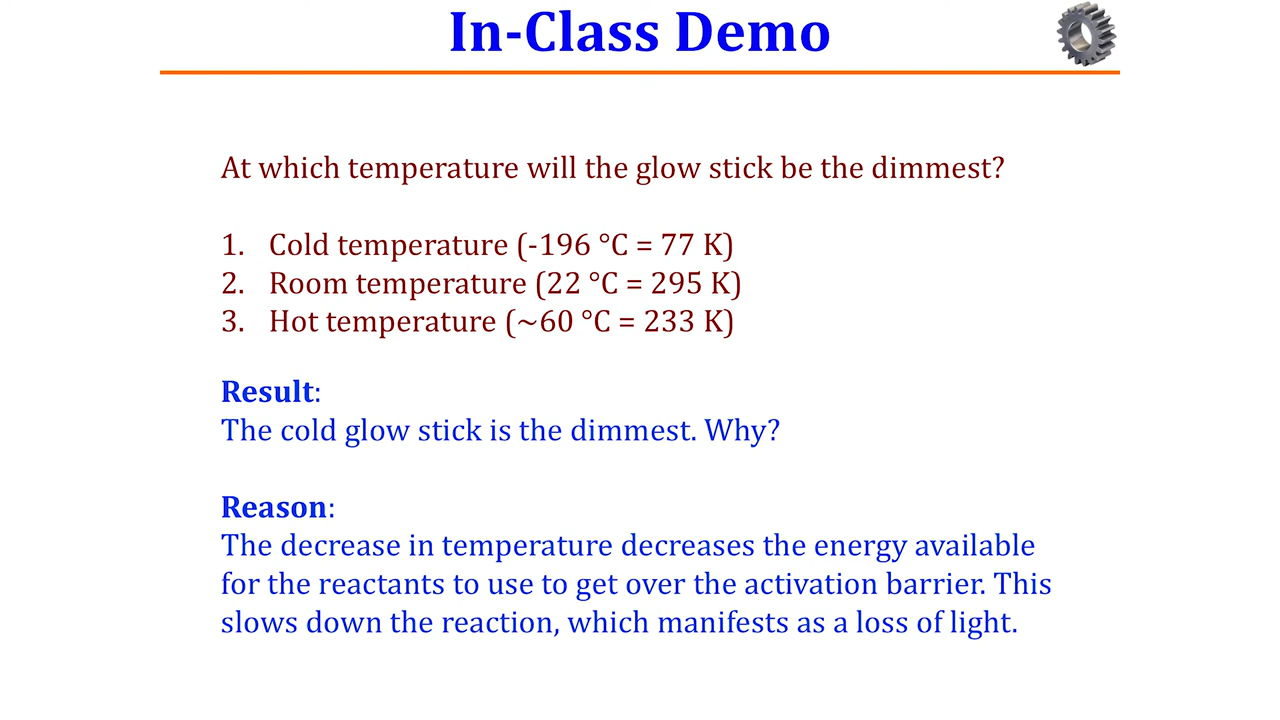 In-Class Demo
At which temperature will the glow stick be the dimmest?
1. Cold temperature (-196 °C = 77 K)
2. Room temperature (22 °C = 295 K)
3. Hot temperature (~60 °C = 233 K)
Result:
The cold glow stick is the dimmest. Why?
Reason:
The decrease in temperature decreases the energy available
for the reactants to use to get over the activation barrier. This
slows down the reaction, which manifests as a loss of light.